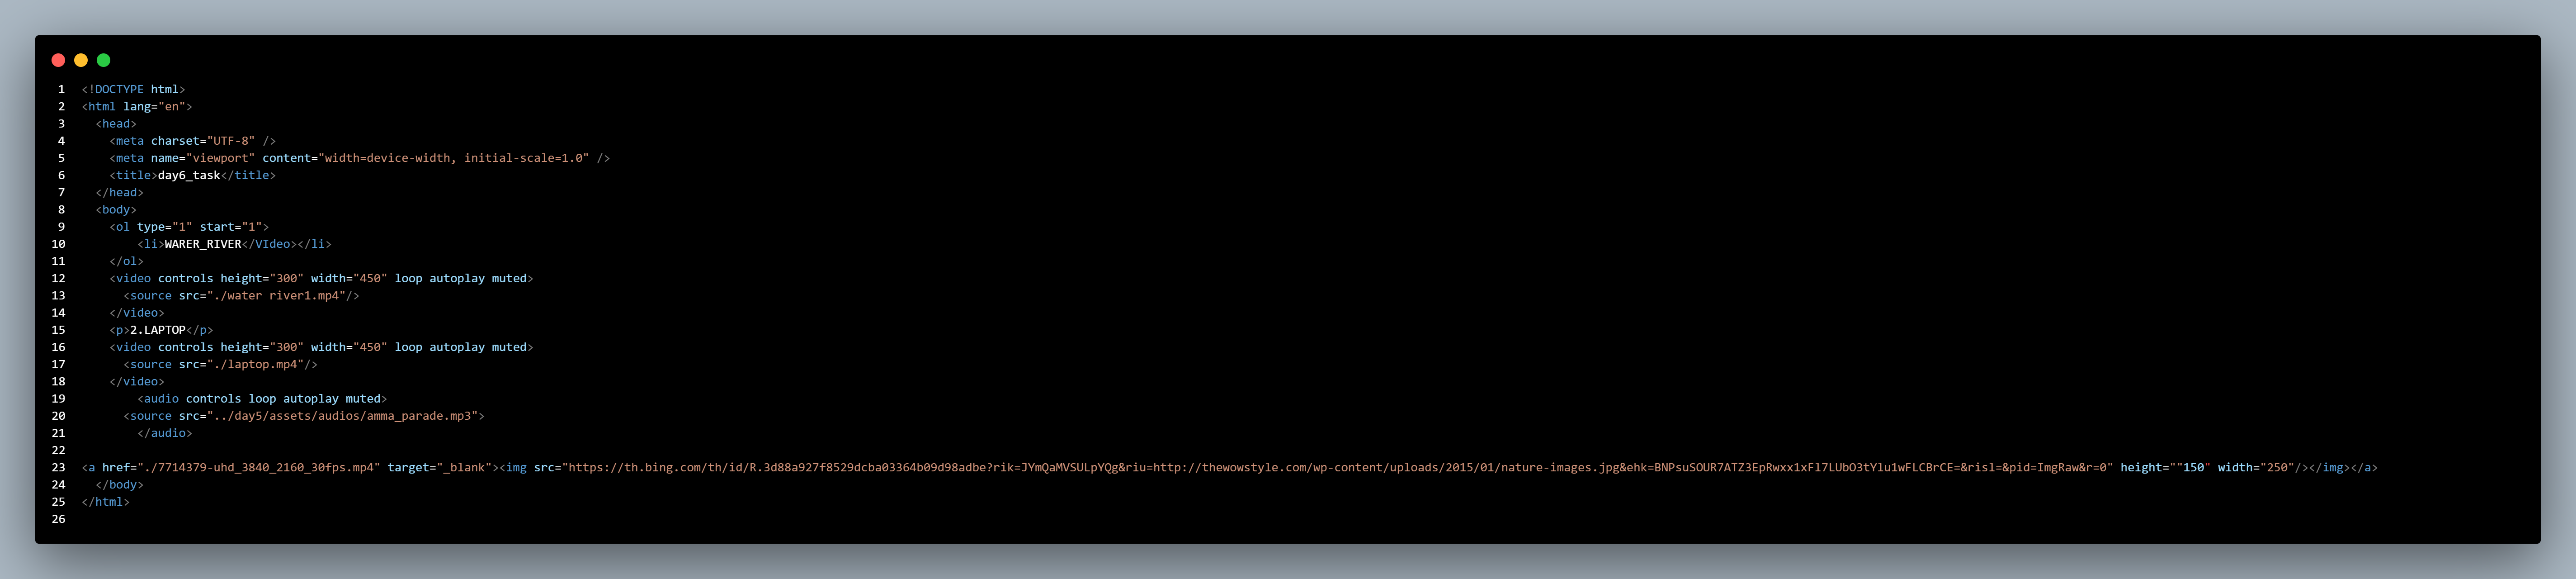 1 <!DOCTYPE html>
2 <html lang="en">
3   <head>
4     <meta charset="UTF-8" />
5     <meta name="viewport" content="width=device-width, initial-scale=1.0" />
6     <title>day6_task</title>
7   </head>
8   <body>
9     <ol type="1" start="1">
10         <li>WARER_RIVER</VIdeo></li>
11     </ol>
12     <video controls height="300" width="450" loop autoplay muted>
13       <source src="./water river1.mp4"/>
14     </video>
15     <p>2.LAPTOP</p>
16     <video controls height="300" width="450" loop autoplay muted>
17       <source src="./laptop.mp4"/>
18     </video>
19         <audio controls loop autoplay muted>
20       <source src="../day5/assets/audios/amma_parade.mp3">
21         </audio>
22
23 <a href="./7714379-uhd_3840_2160_30fps.mp4" target="_blank"><img src="https://th.bing.com/th/id/R.3d88a927f8529dcba03364b09d98adbe?rik=JYmQaMVSULpYQg&riu=http://thewowstyle.com/wp-content/uploads/2015/01/nature-images.jpg&ehk=BNPsuSOUR7ATZ3EpRwxx1xFl7LUbO3tYlu1wFLCBrCE=&risl=&pid=ImgRaw&r=0" height=""150" width="250"/></img></a>
24   </body>
25 </html>
26